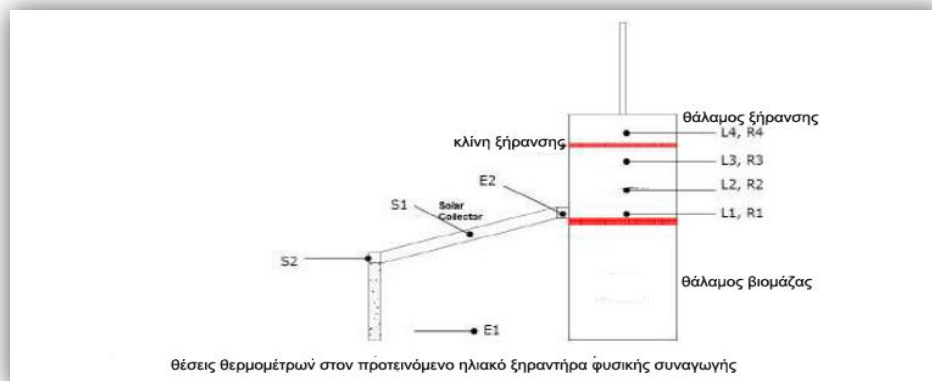 θάλαμος ξήρανσης
L4, R4
κλίνη ξήρανσης
L3, R3
E2
L2, R2
S1
Solar
Collector
L1, R1
S2
θάλαμος βιομάζας
E1
θέσεις θερμομέτρων στον προτεινόμενο ηλιακό ξηραντήρα φυσικής συναγωγής